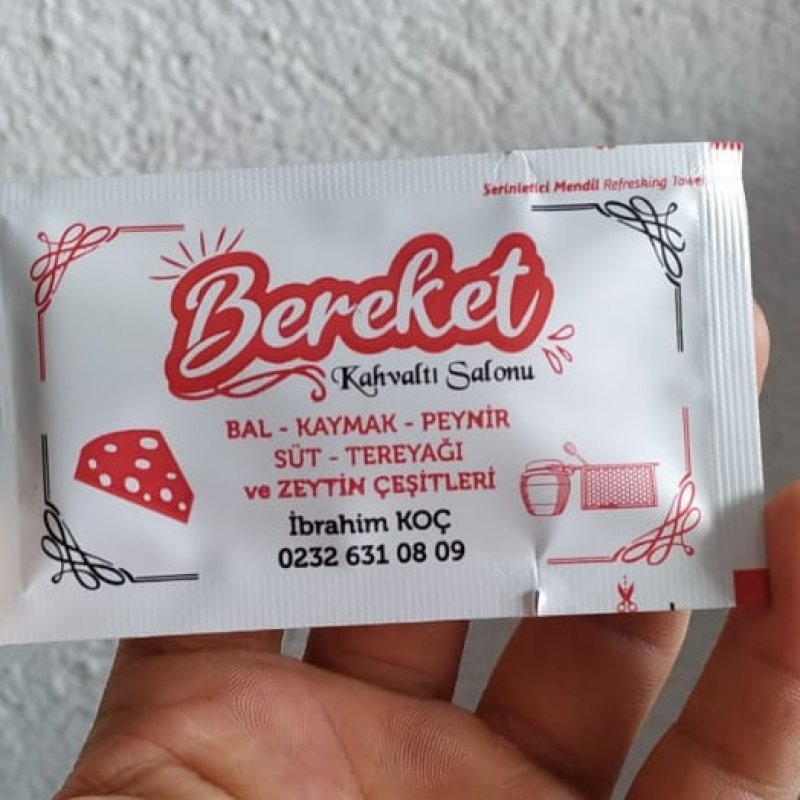 Serinletici Mendil Refreshing Towel
Bereket
Kahvaltı Salonu
BAL - KAYMAK - PEYNİR
SÜT - TEREYAĞI
ve ZEYTİN ÇEŞİTLERİ
İbrahim KOÇ
0232 631 08 09